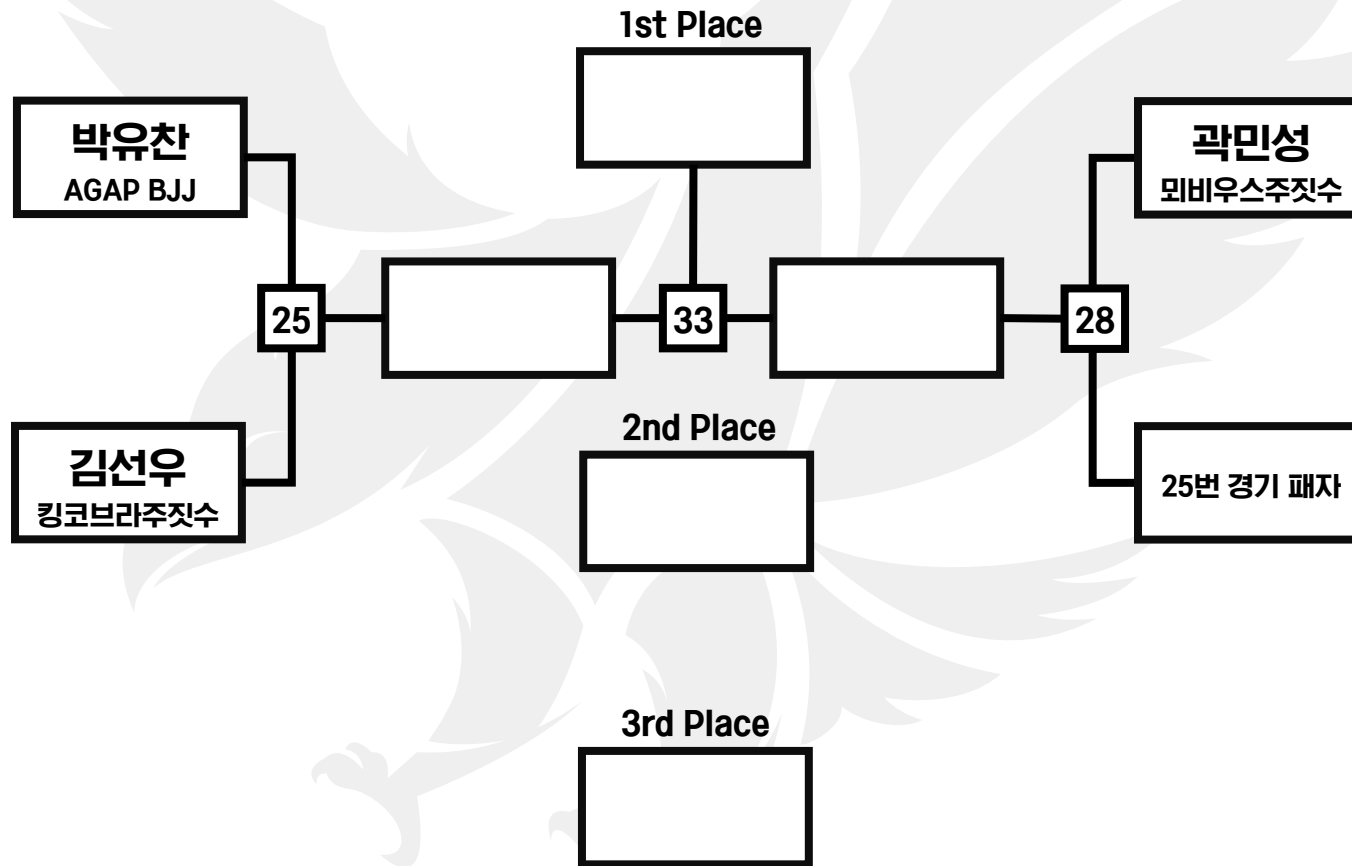 1st Place
박유찬
AGAP BJJ
곽민성
뫼비우스주짓수
25
33
28
2nd Place
김선우
킹코브라주짓수
25번 경기 패자
3rd Place